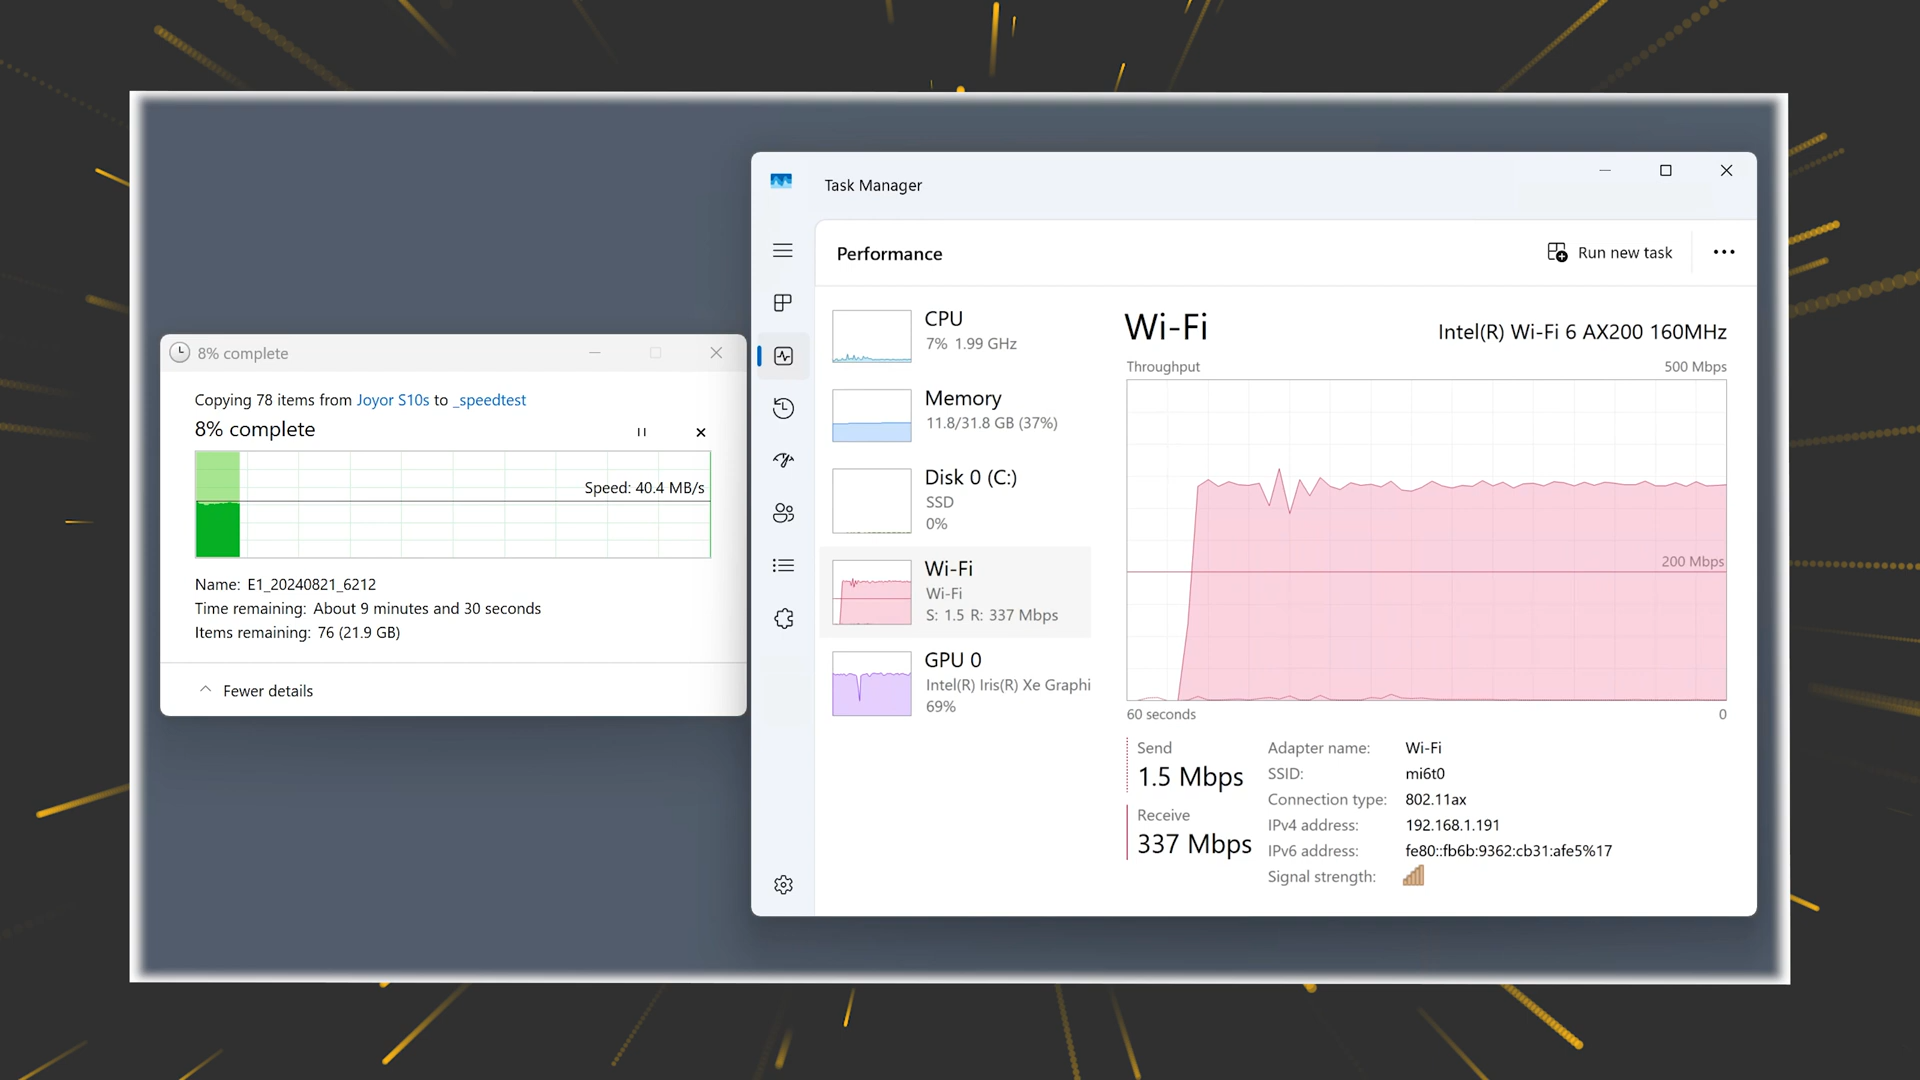 8% complete
Copying 78 items from Joyor S10s to _speedtest
8% complete
Speed: 40.4 MB/s
Name: E1_20240821_6212
Time remaining: About 9 minutes and 30 seconds
Items remaining: 76 (21.9 GB)
Fewer details
Task Manager
Performance
Run new task
CPU
7% 1.99 GHz
Memory
11.8/31.8 GB (37%)
Disk 0 (C:)
SSD
0%
Wi-Fi
Wi-Fi
S: 1.5 R: 337 Mbps
GPU 0
Intel(R) Iris(R) Xe Graphi
69%
Wi-Fi
Intel(R) Wi-Fi 6 AX200 160MHz
Throughput
500 Mbps
200 Mbps
60 seconds
0
Send
1.5 Mbps
Receive
337 Mbps
Adapter name: Wi-Fi
SSID: mi6t0
Connection type: 802.11ax
IPv4 address: 192.168.1.191
IPv6 address: fe80::fb6b:9362:cb31:afe5%17
Signal strength: